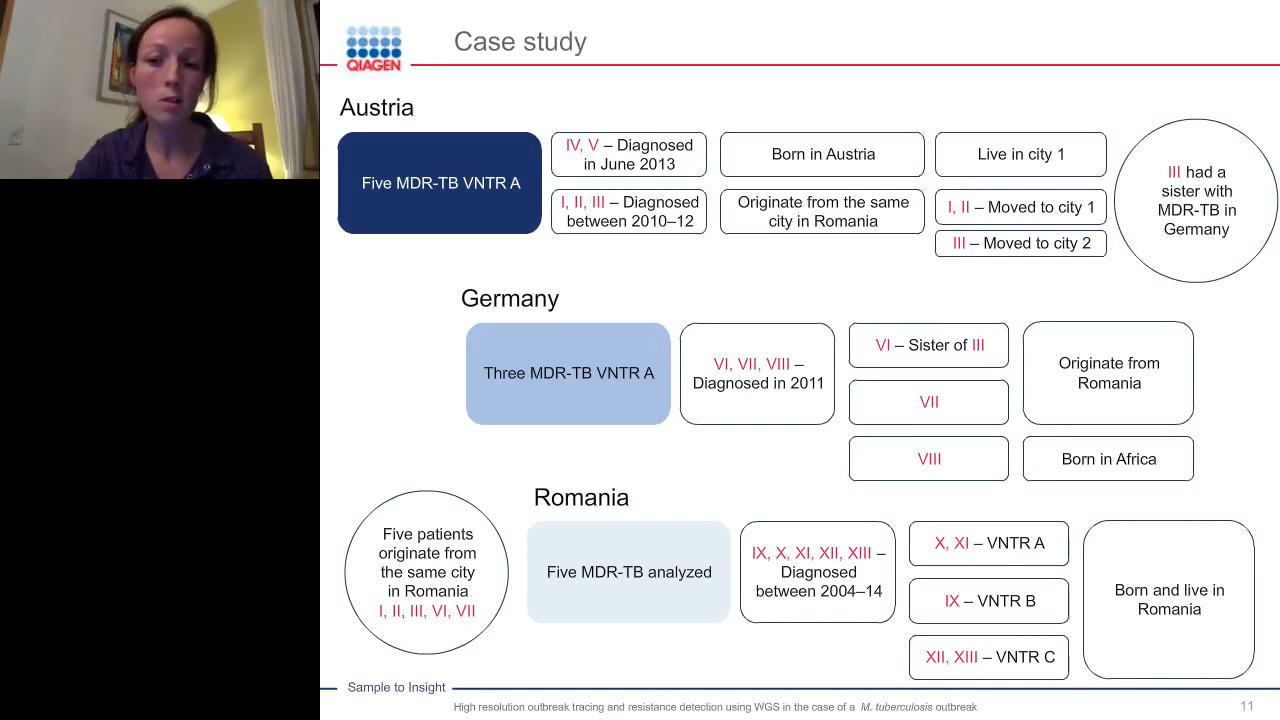 QIAGEN
Case study
Austria
Five MDR-TB VNTR A
IV, V – Diagnosed
in June 2013
Born in Austria
Live in city 1
I, II, III – Diagnosed
between 2010–12
Originate from the same
city in Romania
I, II – Moved to city 1
III – Moved to city 2
III had a
sister with
MDR-TB in
Germany
Germany
Three MDR-TB VNTR A
VI, VII, VIII –
Diagnosed in 2011
VI – Sister of III
VII
VIII
Originate from
Romania
Born in Africa
Romania
Five patients
originate from
the same city
in Romania
I, II, III, VI, VII
Five MDR-TB analyzed
IX, X, XI, XII, XIII –
Diagnosed
between 2004–14
X, XI – VNTR A
IX – VNTR B
XII, XIII – VNTR C
Born and live in
Romania
Sample to Insight
High resolution outbreak tracing and resistance detection using WGS in the case of a M. tuberculosis outbreak
11